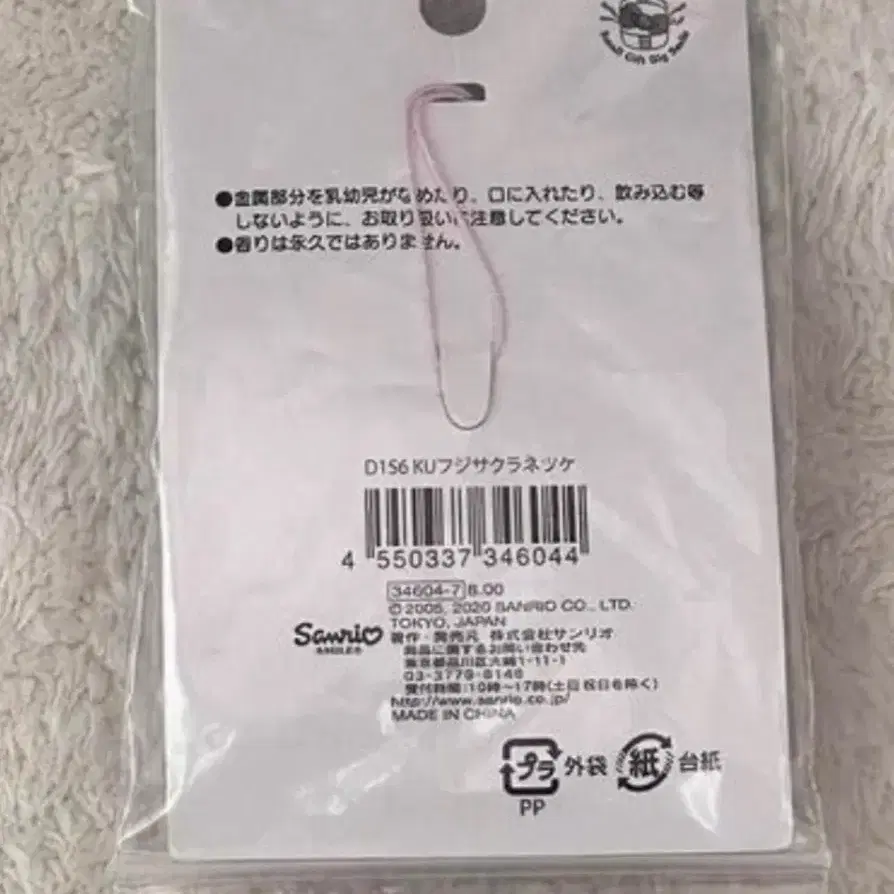 Small Gift Big Smile
●金属部分を乳幼児がなめたり、口に入れたり、飲み込む等
しないように、お取り扱いに注意してください。
●香りは永久ではありません。
D1S6 KUフジサクラネツケ
4 550337 346044
34604-7 8.00
© 2005, 2020 SANRIO CO., LTD.
TOKYO, JAPAN
Sanrio 著作・発売元 株式会社サンリオ
SMILES 商品に関するお問い合わせ先
東京都品川区大崎1-11-1
03-3779-8148
受付時間:10時~17時(土日祝日を除く)
http://www.sanrio.co.jp/
MADE IN CHINA
プラ 外袋 紙 台紙
PP